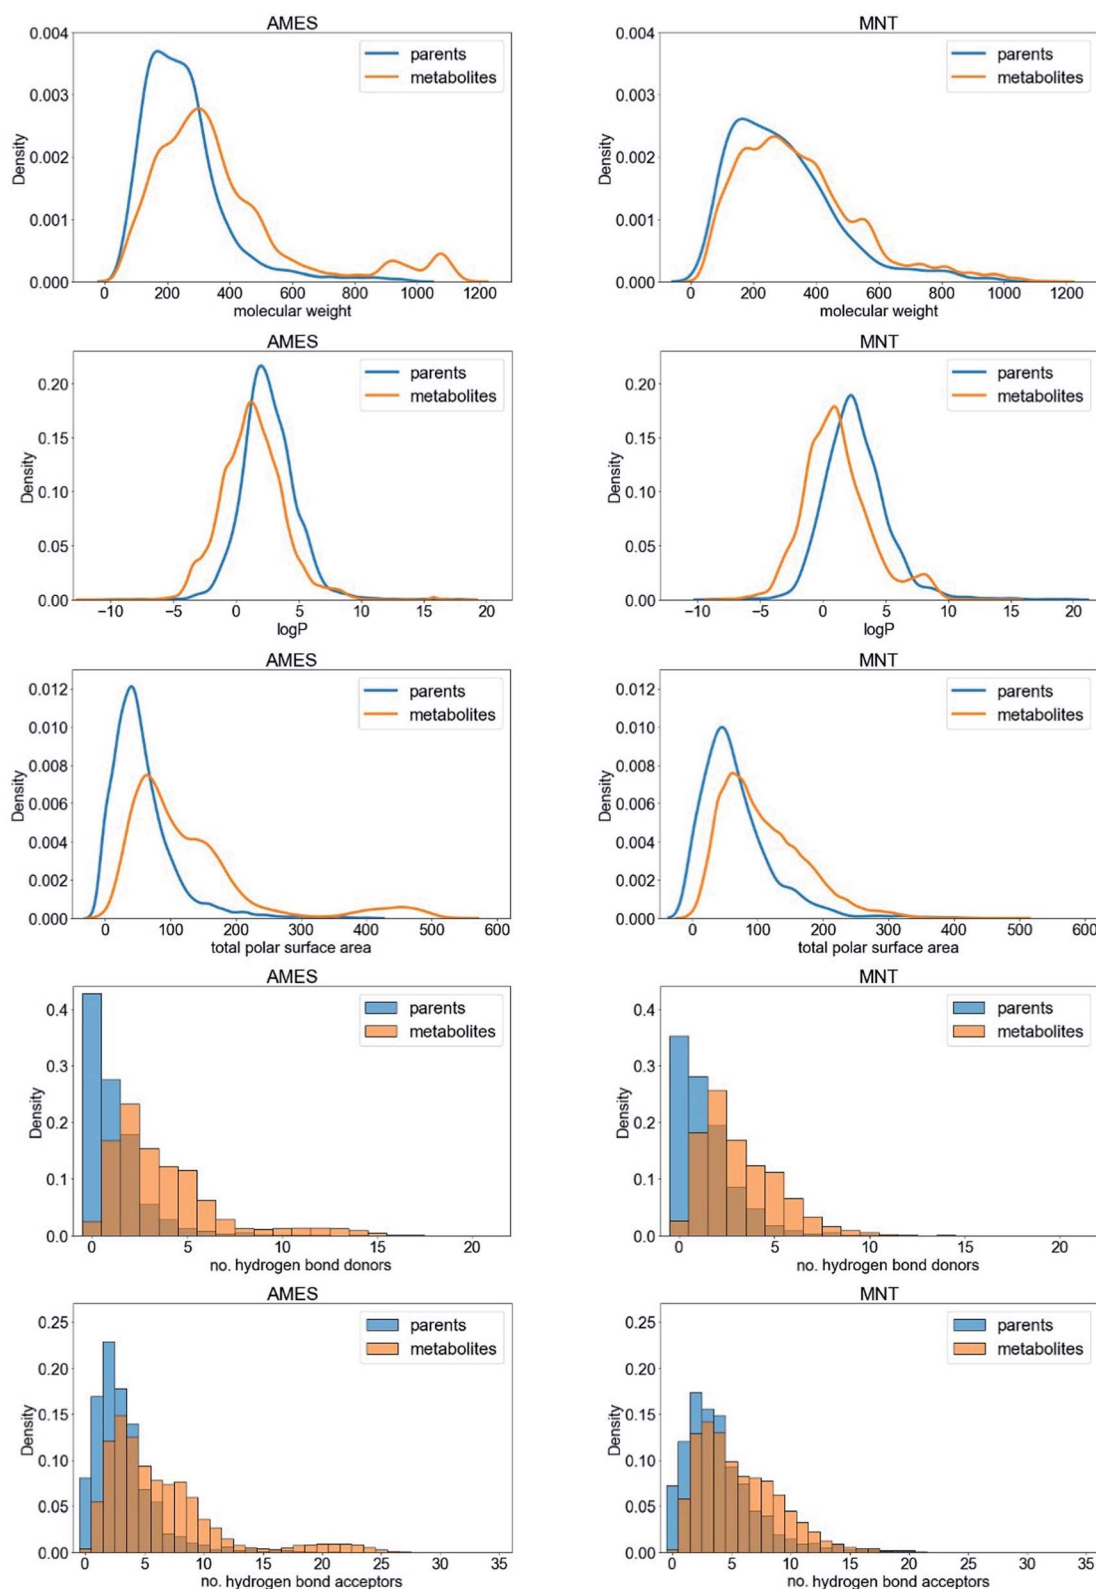 AMES
0.004
0.003
0.002
0.001
0.000
Density
parents
metabolites
0 200 400 600 800 1000 1200
molecular weight
MNT
0.004
0.003
0.002
0.001
0.000
Density
parents
metabolites
0 200 400 600 800 1000 1200
molecular weight
AMES
0.20
0.15
0.10
0.05
0.00
Density
parents
metabolites
−10 −5 0 5 10 15 20
logP
MNT
0.20
0.15
0.10
0.05
0.00
Density
parents
metabolites
−10 −5 0 5 10 15 20
logP
AMES
0.012
0.010
0.008
0.006
0.004
0.002
0.000
Density
parents
metabolites
0 100 200 300 400 500 600
total polar surface area
MNT
0.012
0.010
0.008
0.006
0.004
0.002
0.000
Density
parents
metabolites
0 100 200 300 400 500 600
total polar surface area
AMES
0.4
0.3
0.2
0.1
0.0
Density
parents
metabolites
0 5 10 15 20
no. hydrogen bond donors
MNT
0.4
0.3
0.2
0.1
0.0
Density
parents
metabolites
0 5 10 15 20
no. hydrogen bond donors
AMES
0.25
0.20
0.15
0.10
0.05
0.00
Density
parents
metabolites
0 5 10 15 20 25 30 35
no. hydrogen bond acceptors
MNT
0.25
0.20
0.15
0.10
0.05
0.00
Density
parents
metabolites
0 5 10 15 20 25 30 35
no. hydrogen bond acceptors